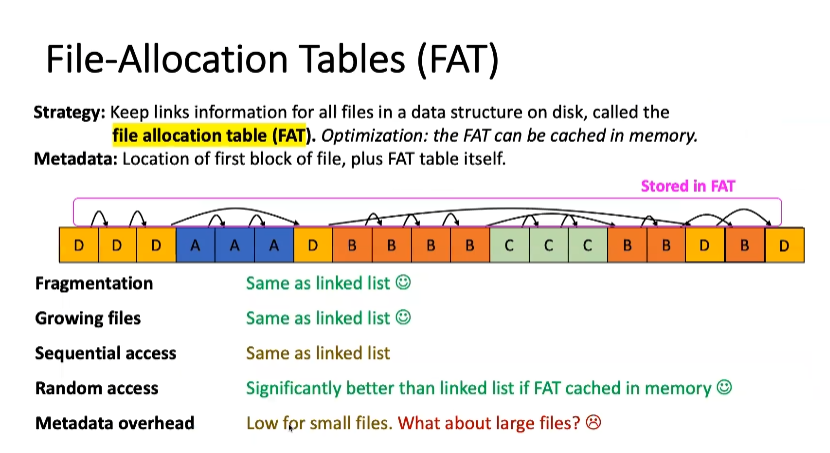 File-Allocation Tables (FAT)
Strategy: Keep links information for all files in a data structure on disk, called the
file allocation table (FAT). Optimization: the FAT can be cached in memory.
Metadata: Location of first block of file, plus FAT table itself.
Stored in FAT
D D D A A A D B B B B C C C B B D B D
Fragmentation Same as linked list ☺
Growing files Same as linked list ☺
Sequential access Same as linked list
Random access Significantly better than linked list if FAT cached in memory ☺
Metadata overhead Low for small files. What about large files? ☹